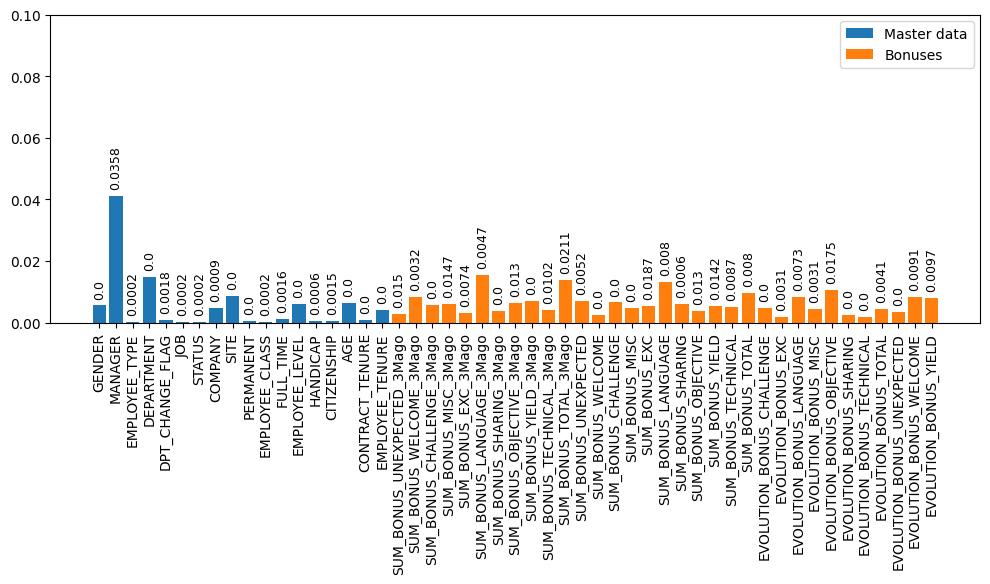 0.10
0.08
0.06
0.04
0.02
0.00
Master data
Bonuses
0.0
0.0358
0.0002
0.0
0.0018
0.0002
0.0002
0.0009
0.0
0.0
0.0002
0.0016
0.0
0.0006
0.0015
0.0
0.0
0.0
0.015
0.0032
0.0
0.0147
0.0074
0.0047
0.0
0.013
0.0
0.0102
0.0211
0.0052
0.0
0.0
0.0
0.0187
0.008
0.0006
0.013
0.0142
0.0087
0.008
0.0
0.0031
0.0073
0.0031
0.0175
0.0
0.0
0.0041
0.0
0.0091
0.0097
GENDER
MANAGER
EMPLOYEE_TYPE
DEPARTMENT
DPT_CHANGE_FLAG
JOB
STATUS
COMPANY
SITE
PERMANENT
EMPLOYEE_CLASS
FULL_TIME
EMPLOYEE_LEVEL
HANDICAP
CITIZENSHIP
AGE
CONTRACT_TENURE
EMPLOYEE_TENURE
SUM_BONUS_UNEXPECTED_3Mago
SUM_BONUS_WELCOME_3Mago
SUM_BONUS_CHALLENGE_3Mago
SUM_BONUS_MISC_3Mago
SUM_BONUS_EXC_3Mago
SUM_BONUS_LANGUAGE_3Mago
SUM_BONUS_SHARING_3Mago
SUM_BONUS_OBJECTIVE_3Mago
SUM_BONUS_YIELD_3Mago
SUM_BONUS_TECHNICAL_3Mago
SUM_BONUS_TOTAL_3Mago
SUM_BONUS_UNEXPECTED
SUM_BONUS_WELCOME
SUM_BONUS_CHALLENGE
SUM_BONUS_MISC
SUM_BONUS_EXC
SUM_BONUS_LANGUAGE
SUM_BONUS_SHARING
SUM_BONUS_OBJECTIVE
SUM_BONUS_YIELD
SUM_BONUS_TECHNICAL
SUM_BONUS_TOTAL
EVOLUTION_BONUS_CHALLENGE
EVOLUTION_BONUS_EXC
EVOLUTION_BONUS_LANGUAGE
EVOLUTION_BONUS_MISC
EVOLUTION_BONUS_OBJECTIVE
EVOLUTION_BONUS_SHARING
EVOLUTION_BONUS_TECHNICAL
EVOLUTION_BONUS_TOTAL
EVOLUTION_BONUS_UNEXPECTED
EVOLUTION_BONUS_WELCOME
EVOLUTION_BONUS_YIELD